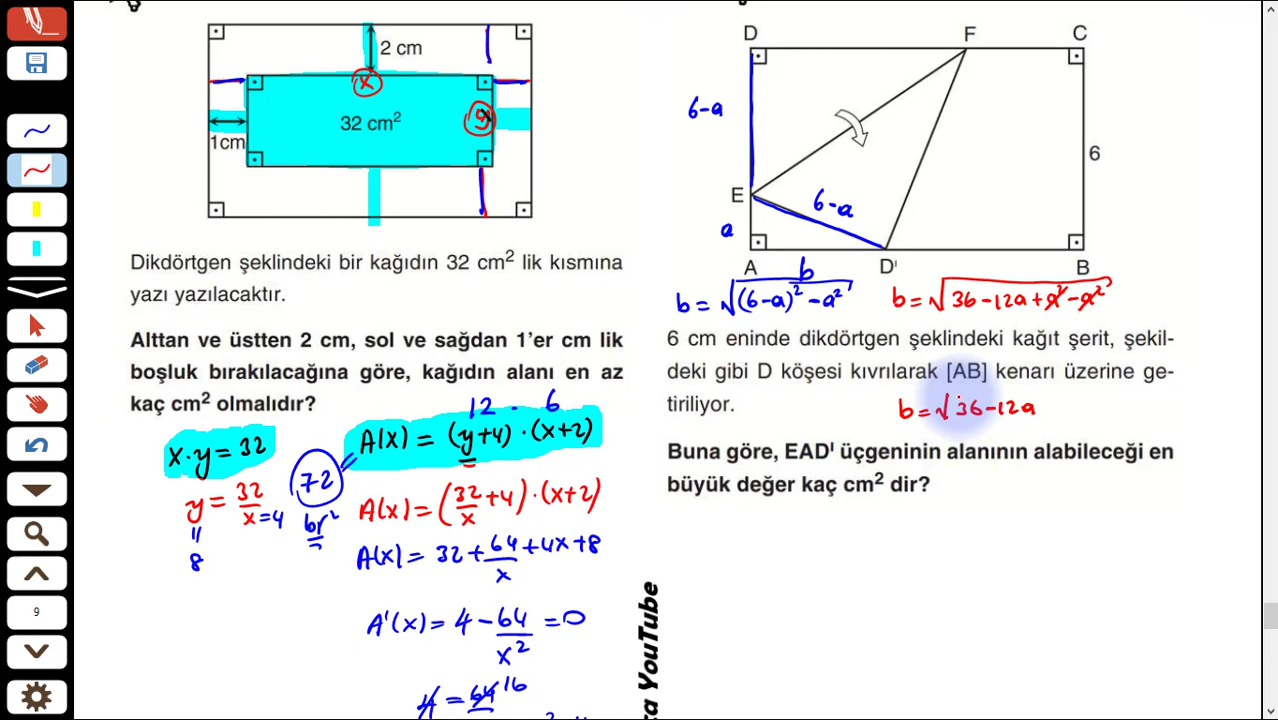 2 cm
x
32 cm²
y
1cm
Dikdörtgen şeklindeki bir kağıdın 32 cm² lik kısmına
yazı yazılacaktır.
Alttan ve üstten 2 cm, sol ve sağdan 1'er cm lik
boşluk bırakılacağına göre, kağıdın alanı en az
kaç cm² olmalıdır?
12 · 6
x·y = 32
A(x) = (y+4)·(x+2)
72
br²
y = 32/x =4
8
A(x) = (32/x +4)·(x+2)
A(x) = 32 + 64/x + 4x + 8
A'(x) = 4 - 64/x² = 0
4 = 64 16
D F C
6-a
6
E
6-a
a
A b D' B
b = √(6-a)² - a²
b = √36-12a+a²-a²
6 cm eninde dikdörtgen şeklindeki kağıt şerit, şekil-
deki gibi D köşesi kıvrılarak [AB] kenarı üzerine ge-
tiriliyor.
b = √36-12a
Buna göre, EAD' üçgeninin alanının alabileceği en
büyük değer kaç cm² dir?
YouTube
9